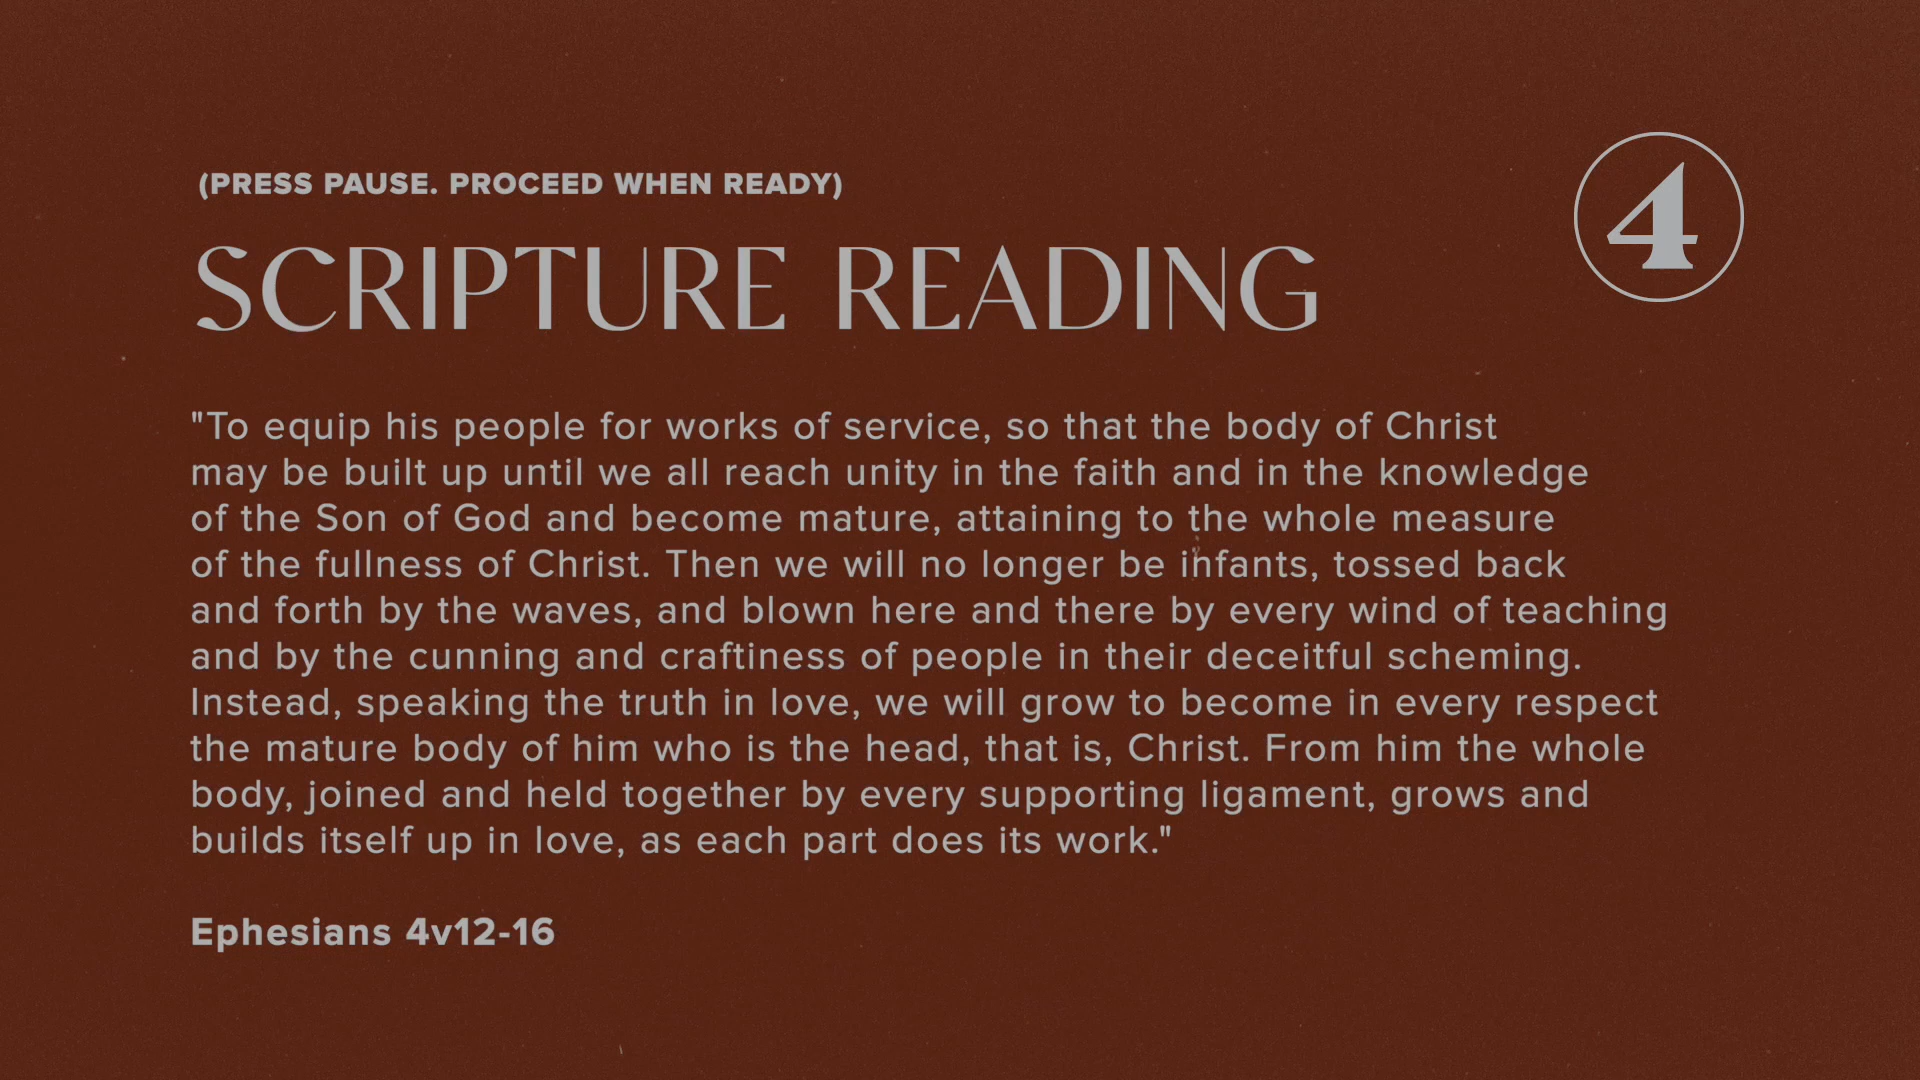 (PRESS PAUSE. PROCEED WHEN READY)
4
SCRIPTURE READING
"To equip his people for works of service, so that the body of Christ
may be built up until we all reach unity in the faith and in the knowledge
of the Son of God and become mature, attaining to the whole measure
of the fullness of Christ. Then we will no longer be infants, tossed back
and forth by the waves, and blown here and there by every wind of teaching
and by the cunning and craftiness of people in their deceitful scheming.
Instead, speaking the truth in love, we will grow to become in every respect
the mature body of him who is the head, that is, Christ. From him the whole
body, joined and held together by every supporting ligament, grows and
builds itself up in love, as each part does its work."
Ephesians 4v12-16